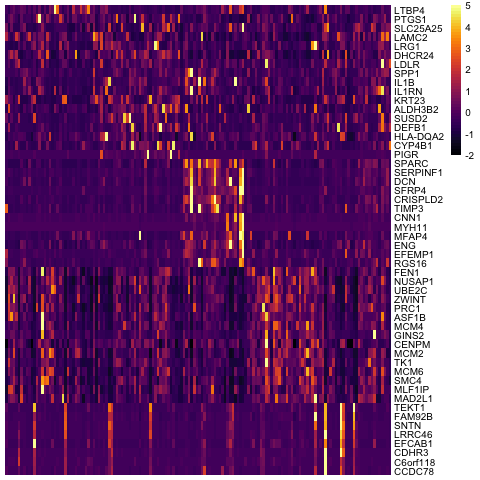 LTBP4
PTGS1
SLC25A25
LAMC2
LRG1
DHCR24
LDLR
SPP1
IL1B
IL1RN
KRT23
ALDH3B2
SUSD2
DEFB1
HLA-DQA2
CYP4B1
PIGR
SPARC
SERPINF1
DCN
SFRP4
CRISPLD2
TIMP3
CNN1
MYH11
MFAP4
ENG
EFEMP1
RGS16
FEN1
NUSAP1
UBE2C
ZWINT
PRC1
ASF1B
MCM4
GINS2
CENPM
MCM2
TK1
MCM6
SMC4
MLF1IP
MAD2L1
TEKT1
FAM92B
SNTN
LRRC46
EFCAB1
CDHR3
C6orf118
CCDC78
5
4
3
2
1
0
-1
-2